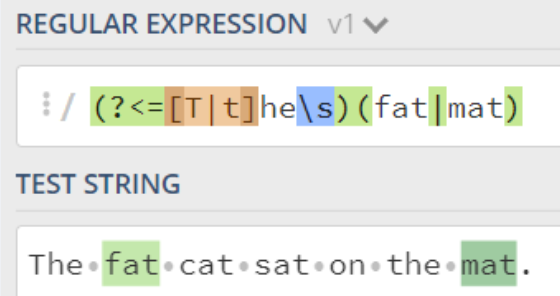 REGULAR EXPRESSION v1
/ (?<=[T|t]he\s)(fat|mat)
TEST STRING
The•fat•cat•sat•on•the•mat.